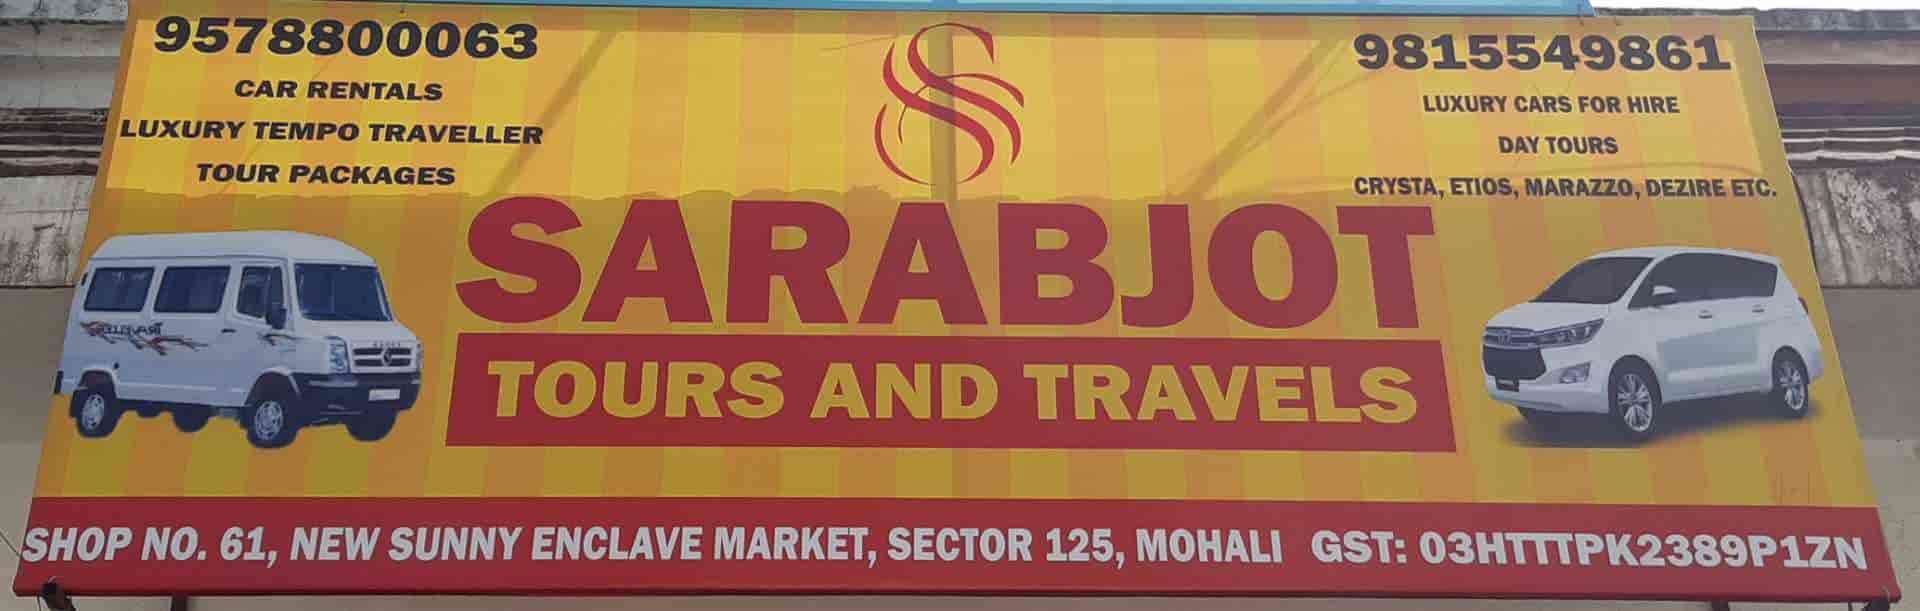 9578800063
CAR RENTALS
LUXURY TEMPO TRAVELLER
TOUR PACKAGES
9815549861
LUXURY CARS FOR HIRE
DAY TOURS
CRYSTA, ETIOS, MARAZZO, DEZIRE ETC.
SARABJOT
TOURS AND TRAVELS
SHOP NO. 61, NEW SUNNY ENCLAVE MARKET, SECTOR 125, MOHALI GST: 03HTTTPK2389P1ZN